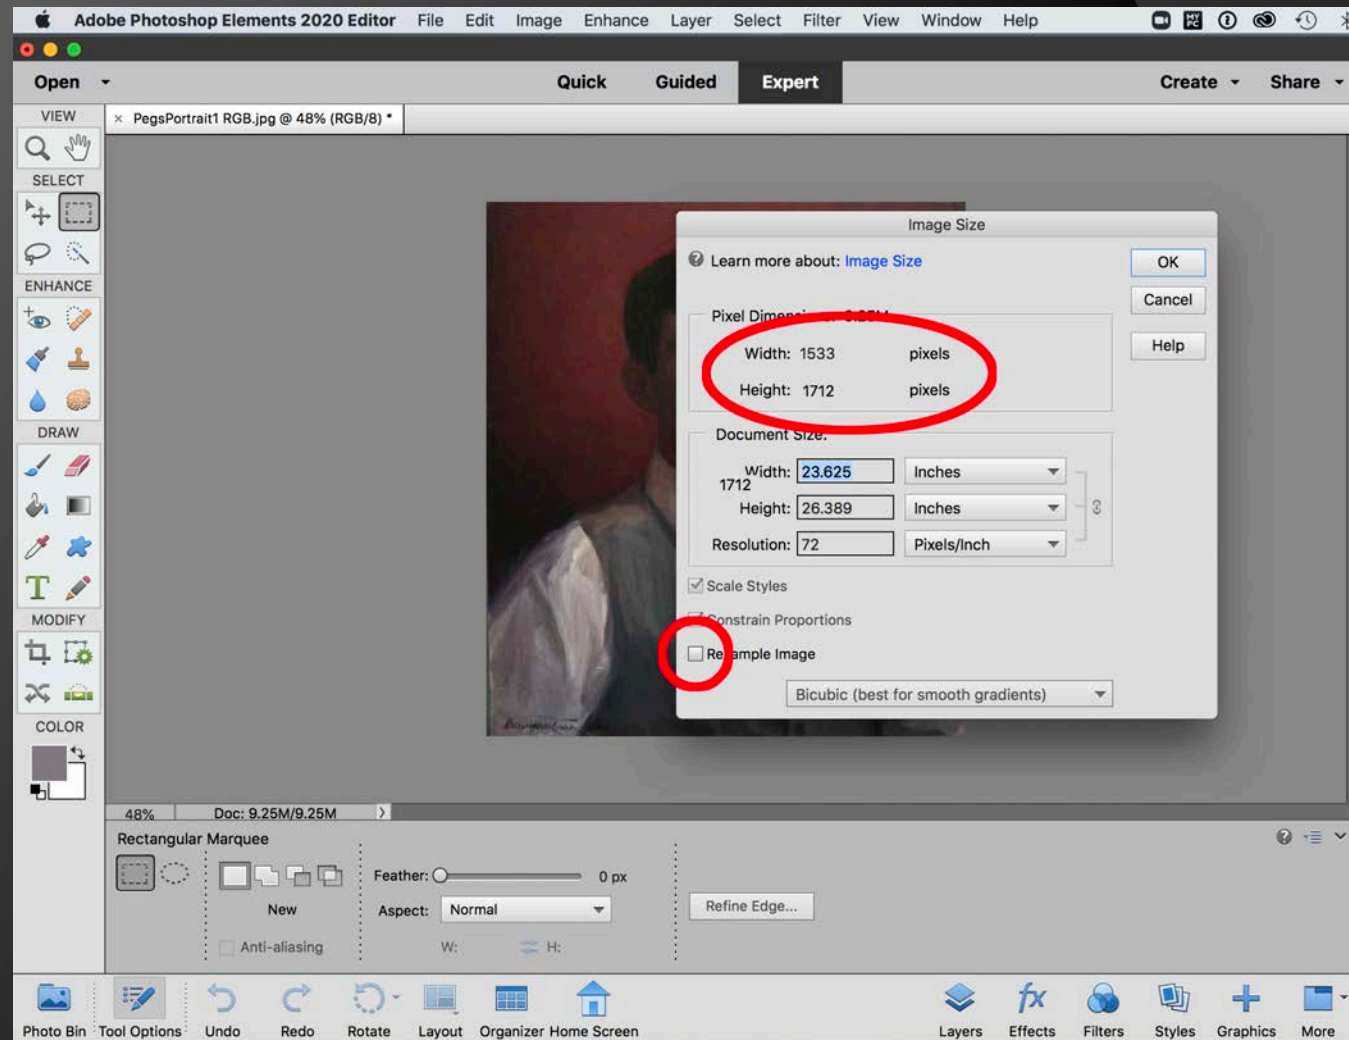 Adobe Photoshop Elements 2020 Editor File Edit Image Enhance Layer Select Filter View Window Help
Open Quick Guided Expert Create Share
VIEW
× PegsPortrait1 RGB.jpg @ 48% (RGB/8) *
SELECT
ENHANCE
DRAW
T
MODIFY
COLOR
Image Size
Learn more about: Image Size
OK
Cancel
Help
Pixel
Width: 1533 pixels
Height: 1712 pixels
Document Size:
Width: 23.625 Inches
1712
Height: 26.389 Inches
Resolution: 72 Pixels/Inch
Scale Styles
Constrain Proportions
Resample Image
Bicubic (best for smooth gradients)
48% Doc: 9.25M/9.25M
Rectangular Marquee
New
Anti-aliasing
Feather: 0 px
Aspect: Normal
W: H:
Refine Edge...
Photo Bin Tool Options Undo Redo Rotate Layout Organizer Home Screen Layers Effects Filters Styles Graphics More